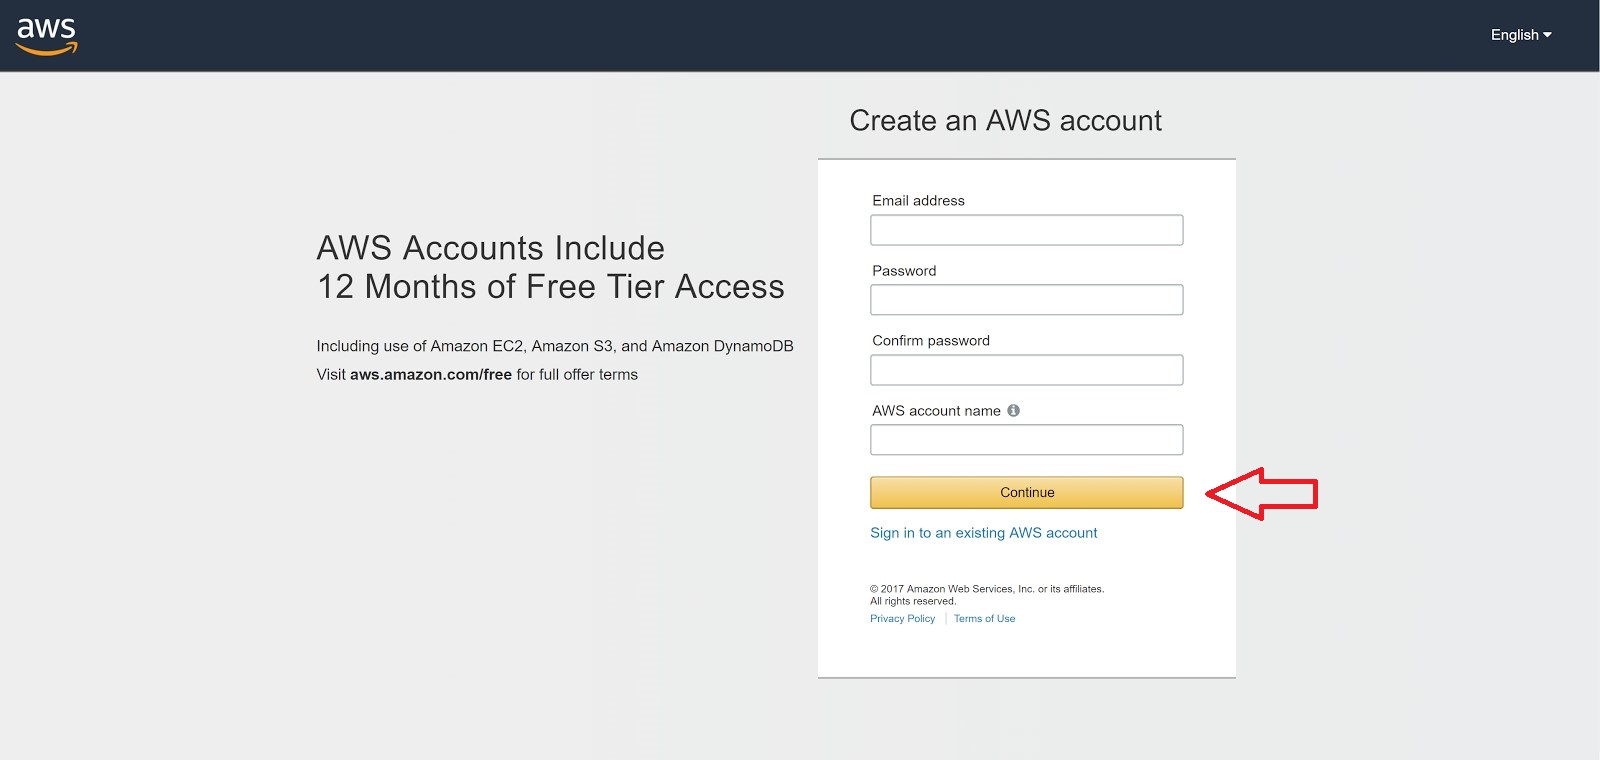 aws
English
Create an AWS account
AWS Accounts Include
12 Months of Free Tier Access
Including use of Amazon EC2, Amazon S3, and Amazon DynamoDB
Visit aws.amazon.com/free for full offer terms
Email address
Password
Confirm password
AWS account name
Continue
Sign in to an existing AWS account
© 2017 Amazon Web Services, Inc. or its affiliates.
All rights reserved.
Privacy Policy | Terms of Use